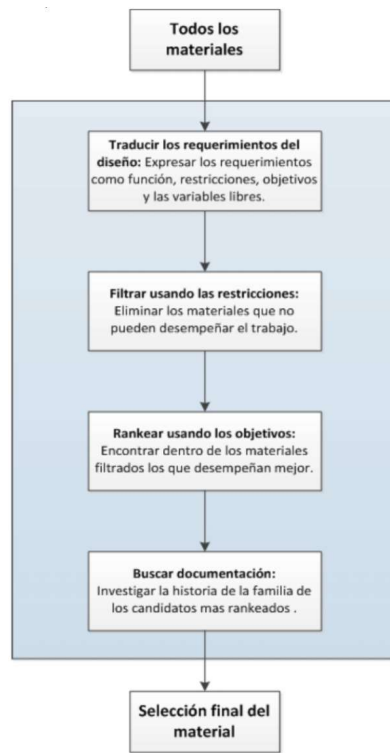 Todos los
materiales
Traducir los requerimientos del
diseño: Expresar los requerimientos
como función, restricciones, objetivos
y las variables libres.
Filtrar usando las restricciones:
Eliminar los materiales que no
pueden desempeñar el trabajo.
Rankear usando los objetivos:
Encontrar dentro de los materiales
filtrados los que desempeñan mejor.
Buscar documentación:
Investigar la historia de la familia de
los candidatos mas rankeados .
Selección final del
material